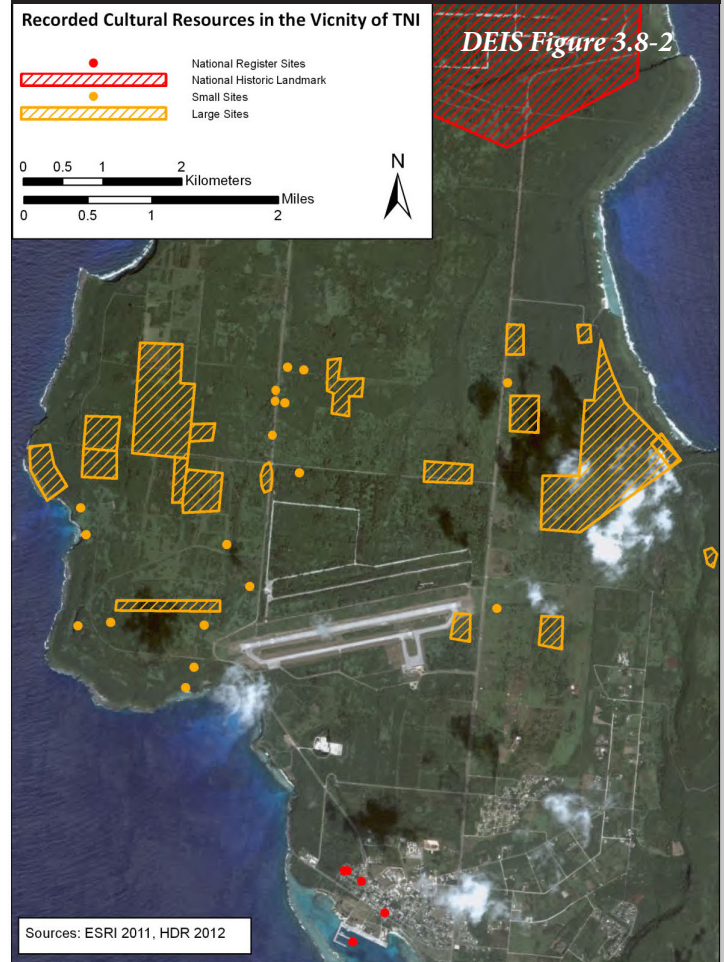 Recorded Cultural Resources in the Vicnity of TNI
DEIS Figure 3.8-2
National Register Sites
National Historic Landmark
Small Sites
Large Sites
0 0.5 1 2
Kilometers
Miles
0 0.5 1 2
N
Sources: ESRI 2011, HDR 2012